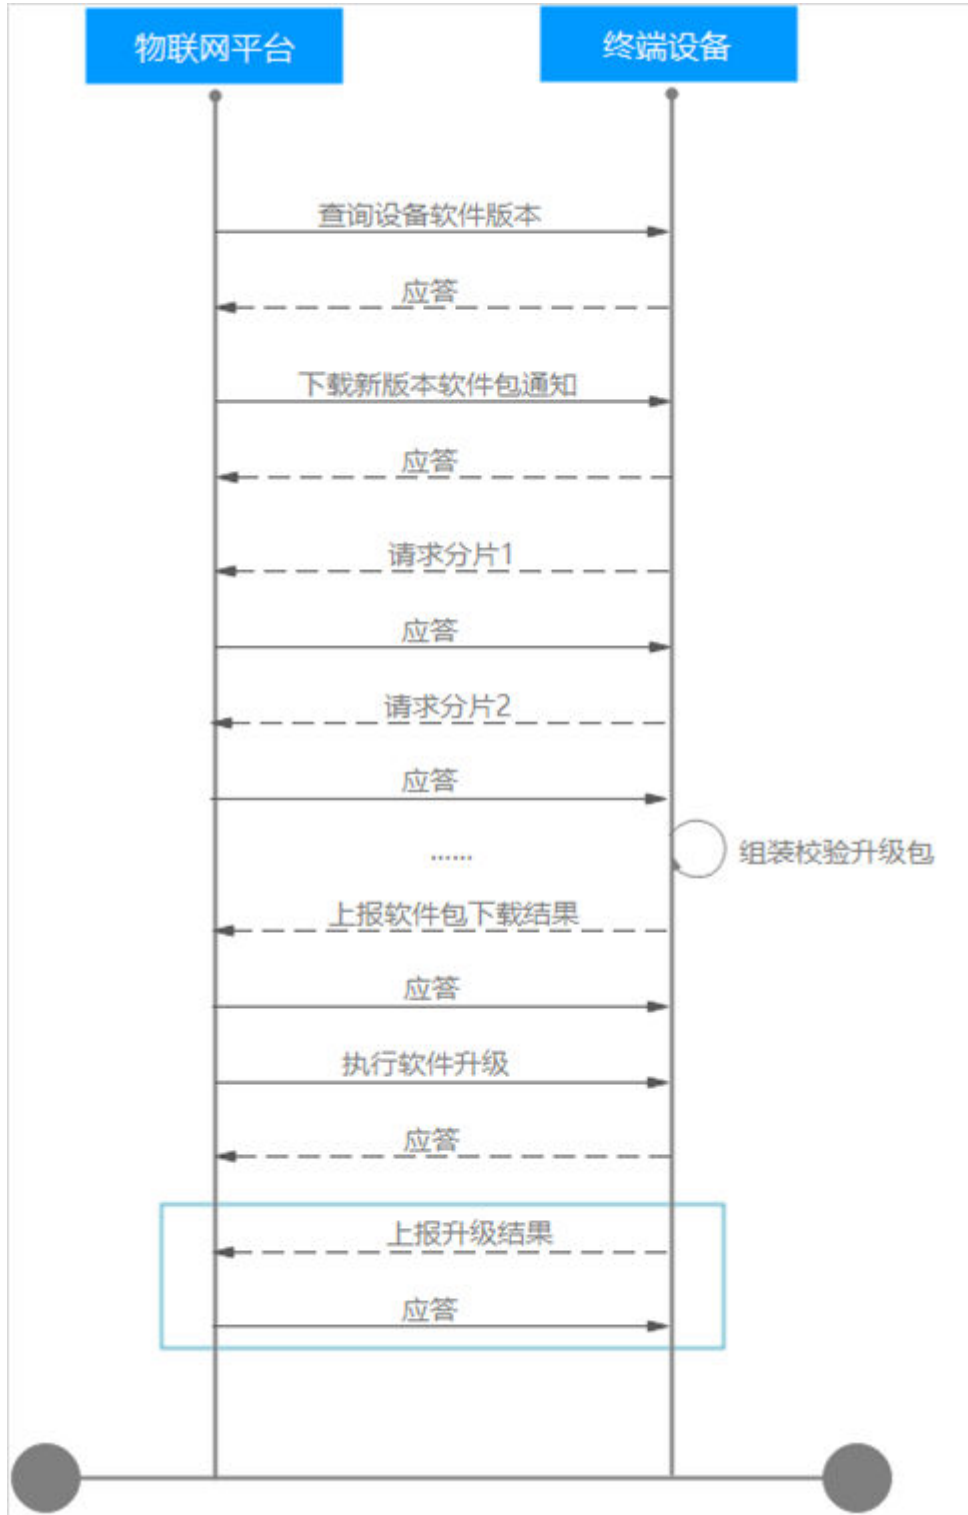 物联网平台
终端设备
查询设备软件版本
应答
下载新版本软件包通知
应答
请求分片1
应答
请求分片2
应答
......
组装校验升级包
上报软件包下载结果
应答
执行软件升级
应答
上报升级结果
应答